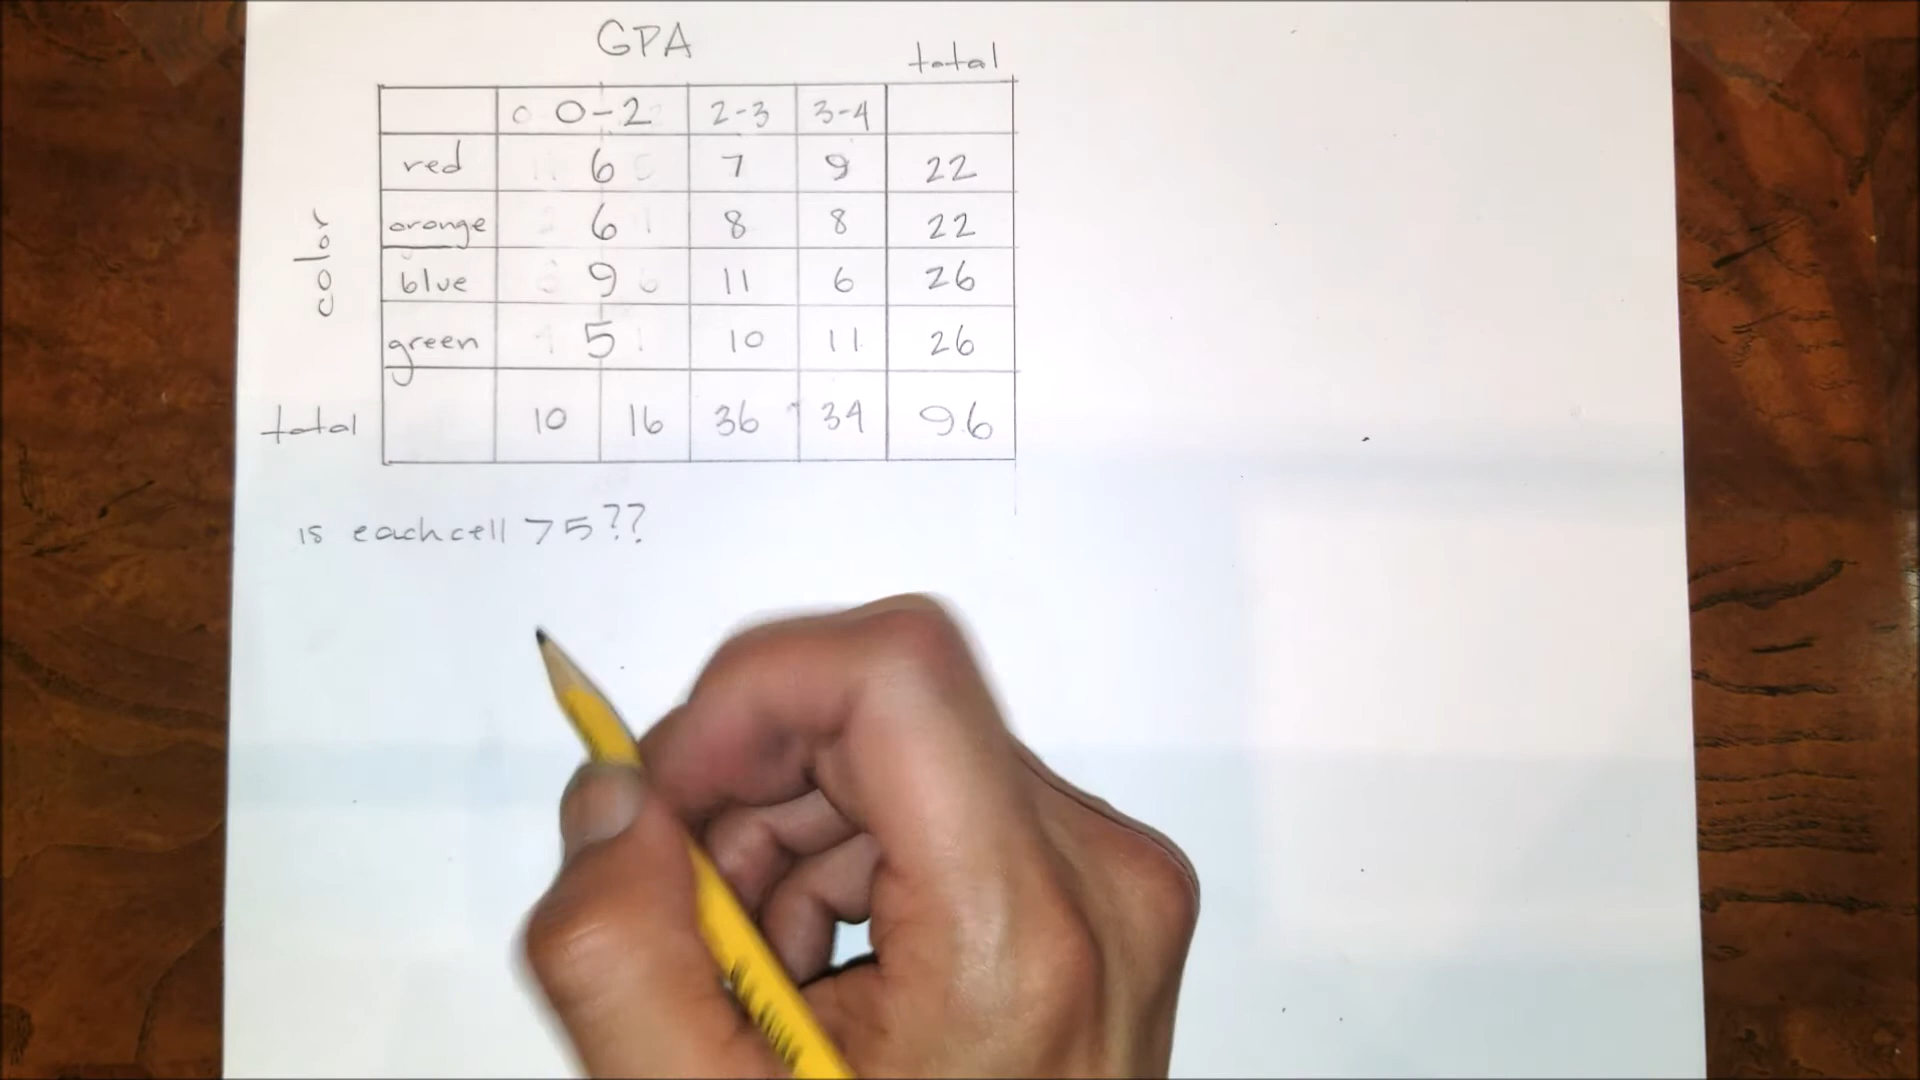 GPA
total
0-2 2-3 3-4
red 6 7 9 22
orange 6 8 8 22
blue 9 11 6 26
green 5 10 11 26
total 10 16 36 34 96
color
is each cell >5??